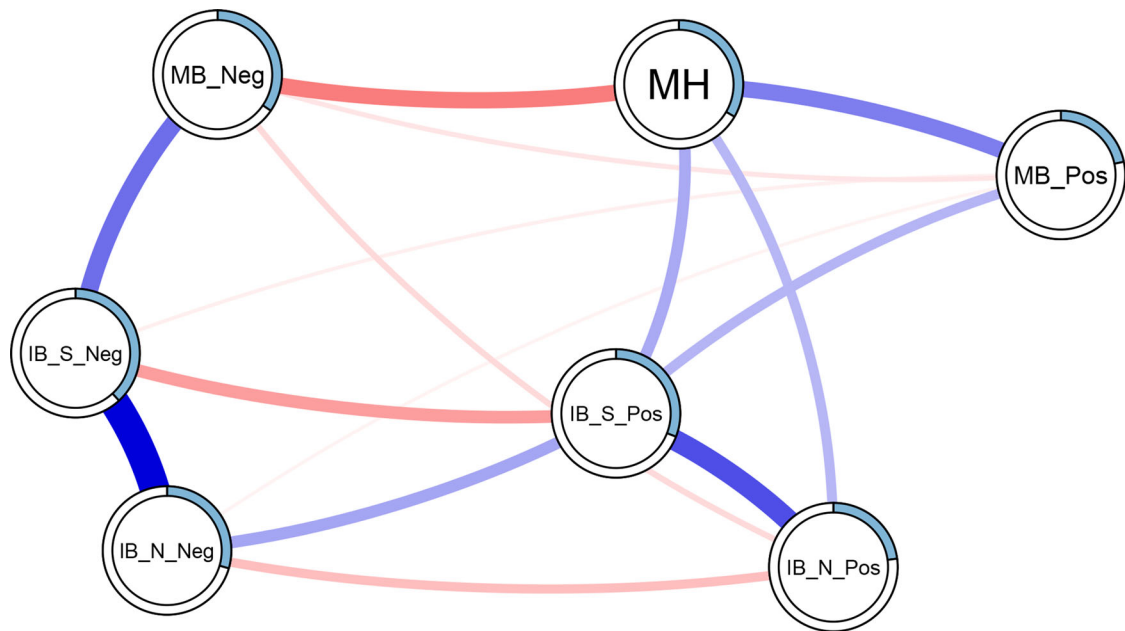 MB_Neg
MH
MB_Pos
IB_S_Neg
IB_S_Pos
IB_N_Neg
IB_N_Pos